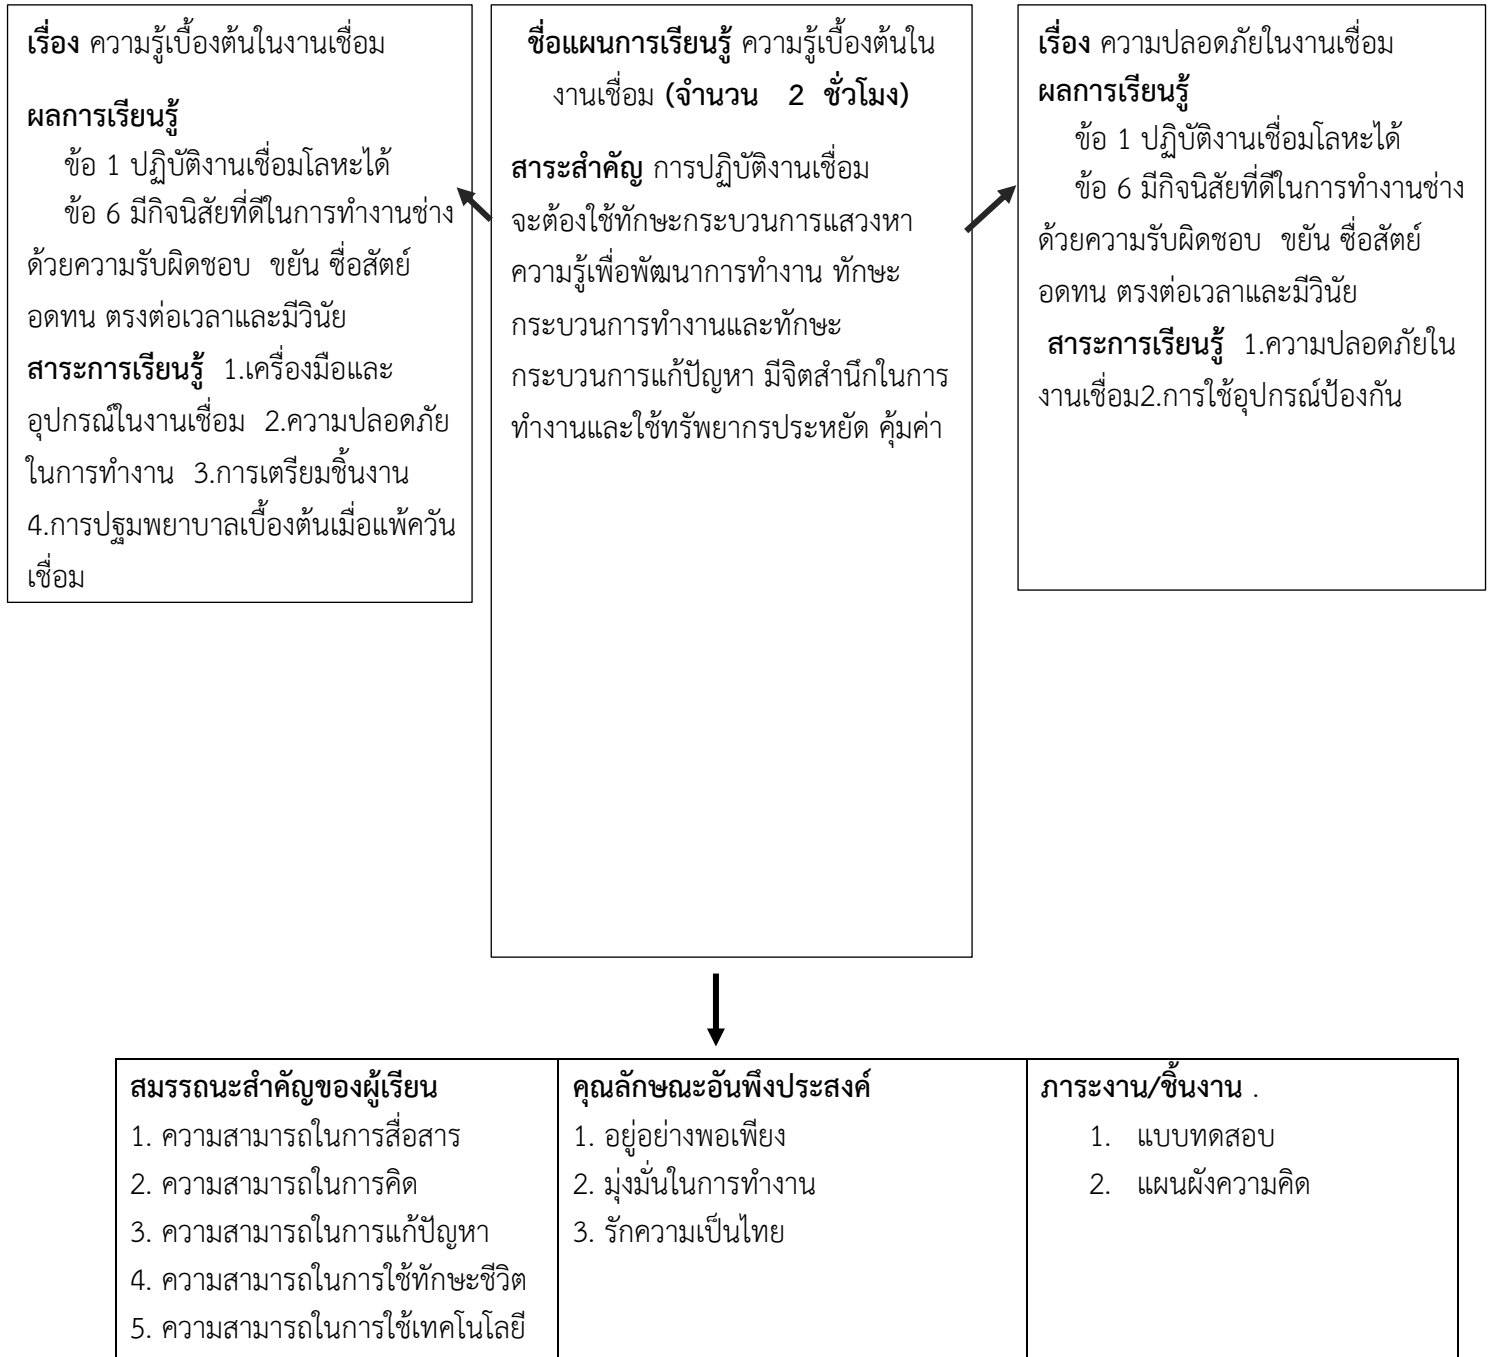 เรื่อง ความรู้เบื้องต้นในงานเชื่อม
ผลการเรียนรู้
ข้อ 1 ปฏิบัติงานเชื่อมโลหะได้
ข้อ 6 มีกิจนิสัยที่ดีในการทำงานช่าง
ด้วยความรับผิดชอบ ขยัน ซื่อสัตย์
อดทน ตรงต่อเวลาและมีวินัย
สาระการเรียนรู้ 1.เครื่องมือและ
อุปกรณ์ในงานเชื่อม 2.ความปลอดภัย
ในการทำงาน 3.การเตรียมชิ้นงาน
4.การปฐมพยาบาลเบื้องต้นเมื่อแพ้ควัน
เชื่อม
ชื่อแผนการเรียนรู้ ความรู้เบื้องต้นใน
งานเชื่อม (จำนวน 2 ชั่วโมง)
สาระสำคัญ การปฏิบัติงานเชื่อม
จะต้องใช้ทักษะกระบวนการแสวงหา
ความรู้เพื่อพัฒนาการทำงาน ทักษะ
กระบวนการทำงานและทักษะ
กระบวนการแก้ปัญหา มีจิตสำนึกในการ
ทำงานและใช้ทรัพยากรประหยัด คุ้มค่า
เรื่อง ความปลอดภัยในงานเชื่อม
ผลการเรียนรู้
ข้อ 1 ปฏิบัติงานเชื่อมโลหะได้
ข้อ 6 มีกิจนิสัยที่ดีในการทำงานช่าง
ด้วยความรับผิดชอบ ขยัน ซื่อสัตย์
อดทน ตรงต่อเวลาและมีวินัย
สาระการเรียนรู้ 1.ความปลอดภัยใน
งานเชื่อม2.การใช้อุปกรณ์ป้องกัน
สมรรถนะสำคัญของผู้เรียน
1. ความสามารถในการสื่อสาร
2. ความสามารถในการคิด
3. ความสามารถในการแก้ปัญหา
4. ความสามารถในการใช้ทักษะชีวิต
5. ความสามารถในการใช้เทคโนโลยี
คุณลักษณะอันพึงประสงค์
1. อยู่อย่างพอเพียง
2. มุ่งมั่นในการทำงาน
3. รักความเป็นไทย
ภาระงาน/ชิ้นงาน .
1. แบบทดสอบ
2. แผนผังความคิด